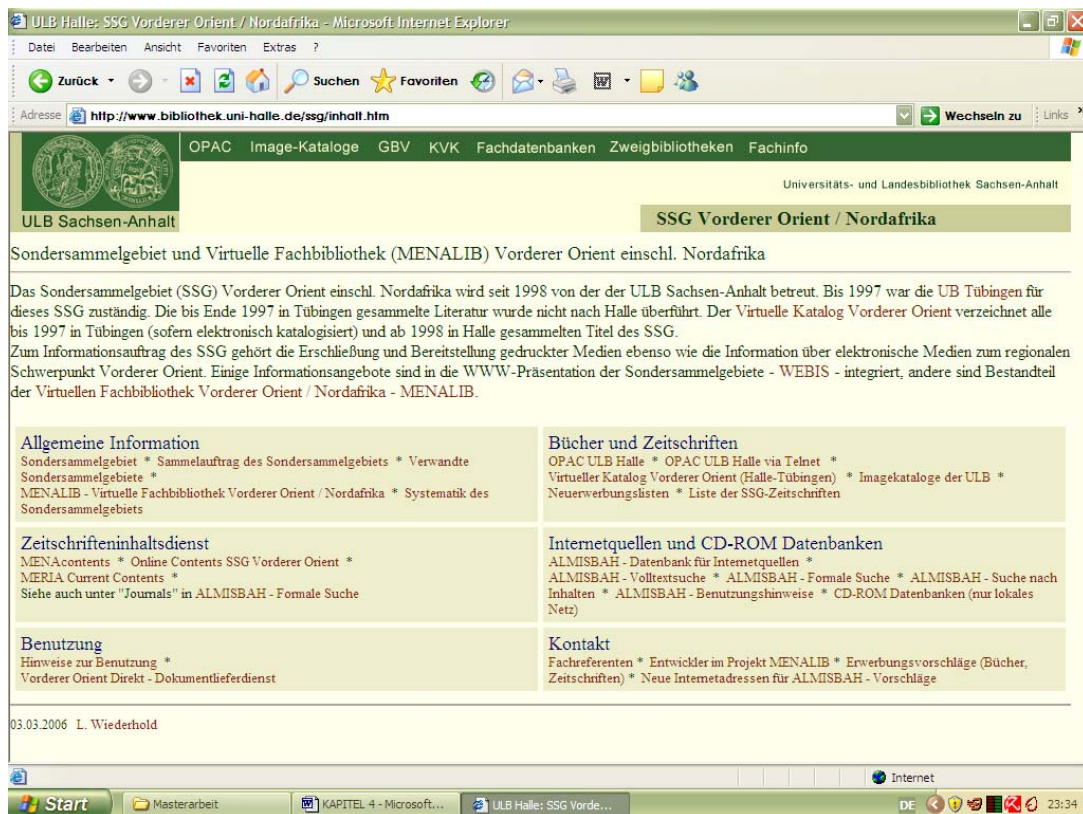 ULB Halle: SSG Vorderer Orient / Nordafrika - Microsoft Internet Explorer
Datei Bearbeiten Ansicht Favoriten Extras ?
Zurück Suchen Favoriten
Adresse http://www.bibliothek.uni-halle.de/ssg/inhalt.htm Wechseln zu Links »
OPAC Image-Kataloge GBV KVK Fachdatenbanken Zweigbibliotheken Fachinfo
Universitäts- und Landesbibliothek Sachsen-Anhalt
ULB Sachsen-Anhalt SSG Vorderer Orient / Nordafrika
Sondersammelgebiet und Virtuelle Fachbibliothek (MENALIB) Vorderer Orient einschl. Nordafrika
Das Sondersammelgebiet (SSG) Vorderer Orient einschl. Nordafrika wird seit 1998 von der der ULB Sachsen-Anhalt betreut. Bis 1997 war die UB Tübingen für
dieses SSG zuständig. Die bis Ende 1997 in Tübingen gesammelte Literatur wurde nicht nach Halle überführt. Der Virtuelle Katalog Vorderer Orient verzeichnet alle
bis 1997 in Tübingen (sofern elektronisch katalogisiert) und ab 1998 in Halle gesammelten Titel des SSG.
Zum Informationsauftrag des SSG gehört die Erschließung und Bereitstellung gedruckter Medien ebenso wie die Information über elektronische Medien zum regionalen
Schwerpunkt Vorderer Orient. Einige Informationsangebote sind in die WWW-Präsentation der Sondersammelgebiete - WEBIS - integriert, andere sind Bestandteil
der Virtuellen Fachbibliothek Vorderer Orient / Nordafrika - MENALIB.
Allgemeine Information
Sondersammelgebiet * Sammelauftrag des Sondersammelgebiets * Verwandte
Sondersammelgebiete *
MENALIB - Virtuelle Fachbibliothek Vorderer Orient / Nordafrika * Systematik des
Sondersammelgebiets
Bücher und Zeitschriften
OPAC ULB Halle * OPAC ULB Halle via Telnet *
Virtueller Katalog Vorderer Orient (Halle-Tübingen) * Imagekataloge der ULB *
Neuerwerbungslisten * Liste der SSG-Zeitschriften
Zeitschrifteninhaltsdienst
MENAcontents * Online Contents SSG Vorderer Orient *
MERIA Current Contents *
Siehe auch unter "Journals" in ALMISBAH - Formale Suche
Internetquellen und CD-ROM Datenbanken
ALMISBAH - Datenbank für Internetquellen *
ALMISBAH - Volltextsuche * ALMISBAH - Formale Suche * ALMISBAH - Suche nach
Inhalten * ALMISBAH - Benutzungshinweise * CD-ROM Datenbanken (nur lokales
Netz)
Benutzung
Hinweise zur Benutzung *
Vorderer Orient Direkt - Dokumentlieferdienst
Kontakt
Fachreferenten * Entwickler im Projekt MENALIB * Erwerbungsvorschläge (Bücher,
Zeitschriften) * Neue Internetadressen für ALMISBAH - Vorschläge
03.03.2006 L. Wiederhold
Internet
Start Masterarbeit KAPITEL 4 - Microsoft... ULB Halle: SSG Vorde... DE 23:34